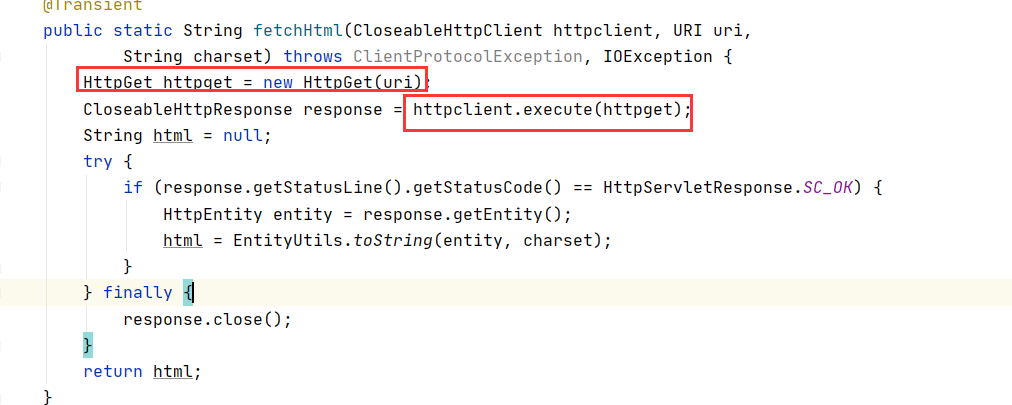 @Transient
public static String fetchHtml(CloseableHttpClient httpclient, URI uri,
String charset) throws ClientProtocolException, IOException {
HttpGet httpget = new HttpGet(uri);
CloseableHttpResponse response = httpclient.execute(httpget);
String html = null;
try {
if (response.getStatusLine().getStatusCode() == HttpServletResponse.SC_OK) {
HttpEntity entity = response.getEntity();
html = EntityUtils.toString(entity, charset);
}
} finally {
response.close();
}
return html;
}